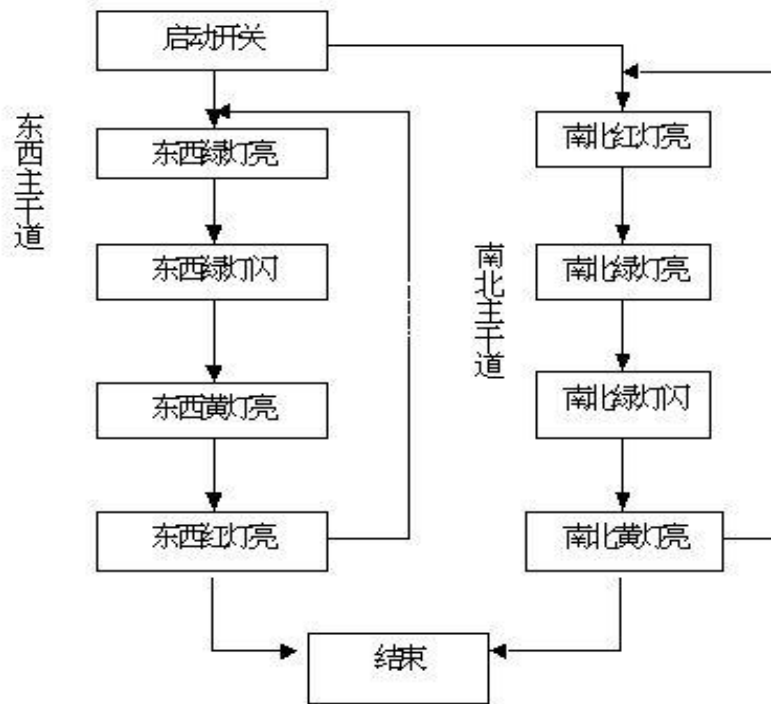 启动开关
东西主干道
东西绿灯亮
东西绿灯闪
东西黄灯亮
东西红灯亮
南北主干道
南北红灯亮
南北绿灯亮
南北绿灯闪
南北黄灯亮
结束